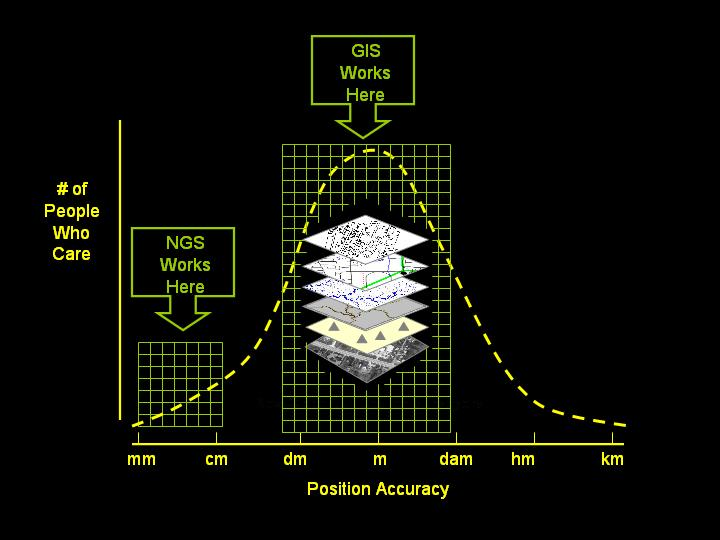 GIS
Works
Here
# of
People
Who
Care
NGS
Works
Here
mm cm dm m dam hm km
Position Accuracy